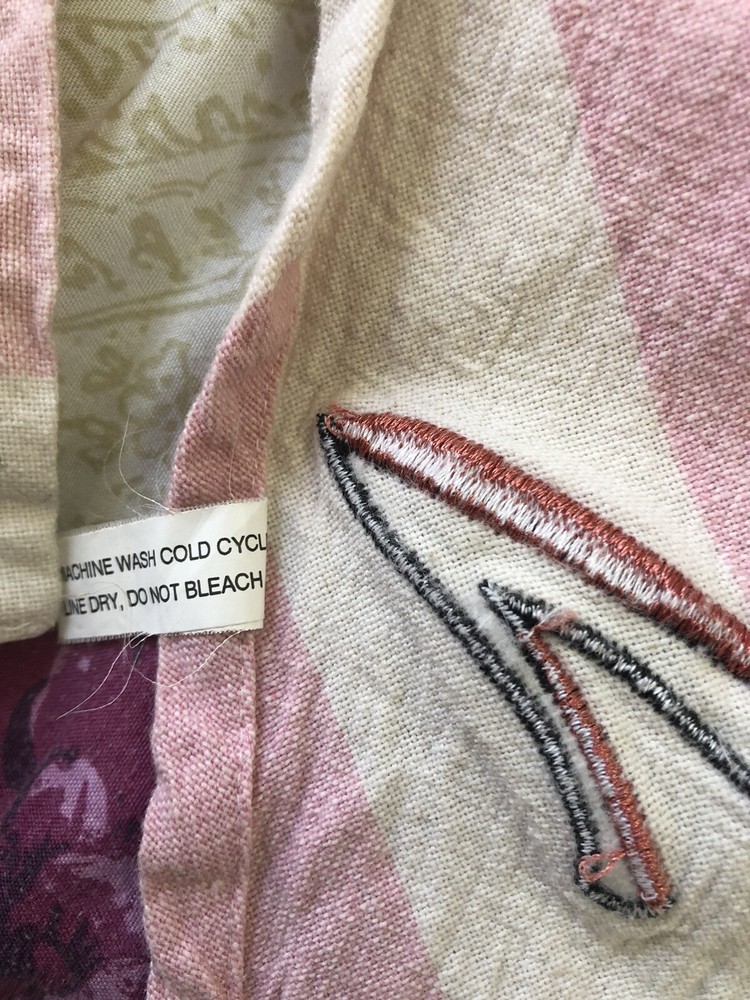 MACHINE WASH COLD CYCL
LINE DRY, DO NOT BLEACH